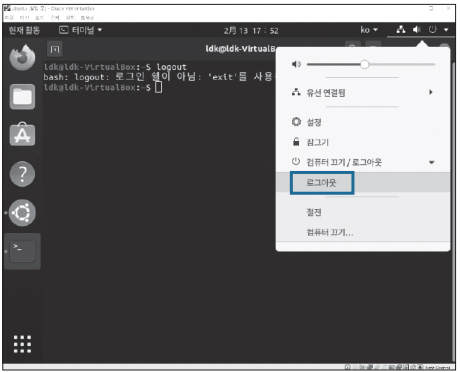 Oracle VM VirtualBox
현재 활동
터미널
2월 13 17 : 52
ko
ldk@ldk-VirtualB
ldk@ldk-VirtualBox:~$ logout
bash: logout: 로그인 쉘이 아님: 'exit'를 사용
ldk@ldk-VirtualBox:~$
유선 연결됨
설정
잠그기
컴퓨터 끄기/로그아웃
로그아웃
절전
컴퓨터 끄기...